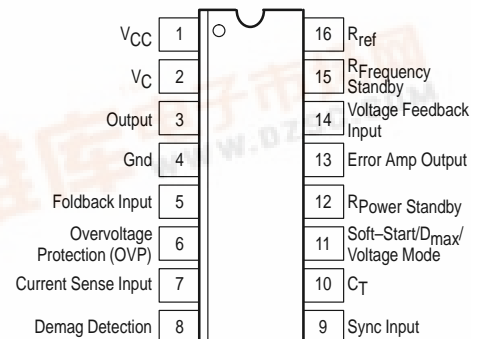 VCC 1
VC 2
Output 3
Gnd 4
Foldback Input 5
Overvoltage
Protection (OVP) 6
Current Sense Input 7
Demag Detection 8
16 Rref
15 RFrequency
Standby
14 Voltage Feedback
Input
13 Error Amp Output
12 RPower Standby
11 Soft–Start/Dmax/
Voltage Mode
10 CT
9 Sync Input